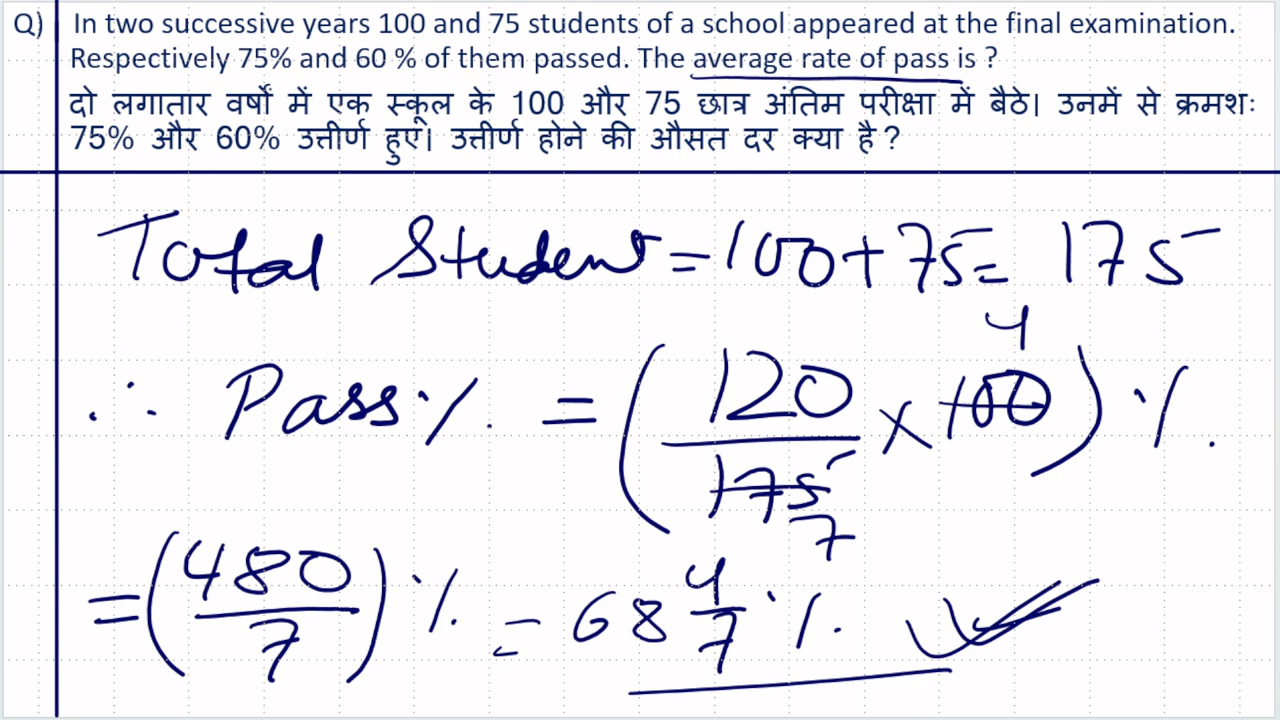 Q) In two successive years 100 and 75 students of a school appeared at the final examination.
Respectively 75% and 60 % of them passed. The average rate of pass is ?
दो लगातार वर्षों में एक स्कूल के 100 और 75 छात्र अंतिम परीक्षा में बैठे। उनमें से क्रमशः
75% और 60% उत्तीर्ण हुए। उत्तीर्ण होने की औसत दर क्या है ?
Total Student = 100 + 75 = 175
4
∴ Pass % = ( 120 / 175 × 100 ) %.
7
= ( 480 / 7 ) % = 68 4/7 %.